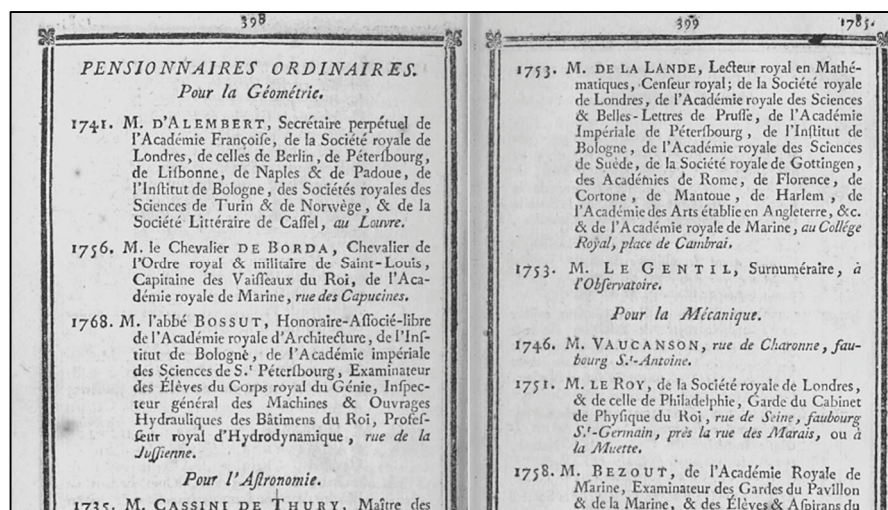 398
PENSIONNAIRES ORDINAIRES.
Pour la Géométrie.
1741. M. D'ALEMBERT, Secrétaire perpétuel de
l'Académie Françoiſe, de la Société royale de
Londres, de celles de Berlin, de Péterſbourg,
de Liſbonne, de Naples & de Padoue, de
l'Inſtitut de Bologne, des Sociétés royales des
Sciences de Turin & de Norwège, & de la
Société Littéraire de Caſſel, au Louvre.
1756. M. le Chevalier DE BORDA, Chevalier de
l'Ordre royal & militaire de Saint-Louis,
Capitaine des Vaiſſeaux du Roi, de l'Aca-
démie royale de Marine, rue des Capucines.
1768. M. l'abbé BOSSUT, Honoraire-Aſſocié-libre
de l'Académie royale d'Architecture, de l'Inſ-
titut de Bologne, de l'Académie impériale
des Sciences de S.t Péterſbourg, Examinateur
des Élèves du Corps royal du Génie, Inſpec-
teur général des Machines & Ouvrages
Hydrauliques des Bâtimens du Roi, Profeſ-
ſeur royal d'Hydrodynamique, rue de la
Juſſienne.
Pour l'Aſtronomie.
1735. M. CASSINI DE THURY, Maître des
399
1785.
1753. M. DE LA LANDE, Lecteur royal en Mathé-
matiques, Cenſeur royal; de la Société royale
de Londres, de l'Académie royale des Sciences
& Belles-Lettres de Pruſſe, de l'Académie
Impériale de Péterſbourg, de l'Inſtitut de
Bologne, de l'Académie royale des Sciences
de Suède, de la Société royale de Gottingen,
des Académies de Rome, de Florence, de
Cortone, de Mantoue, de Harlem, de
l'Académie des Arts établie en Angleterre, &c.
& de l'Académie royale de Marine, au Collége
Royal, place de Cambrai.
1753. M. LE GENTIL, Surnuméraire, à
l'Obſervatoire.
Pour la Mécanique.
1746. M. VAUCANSON, rue de Charonne, fau-
bourg S.t-Antoine.
1751. M. LE ROY, de la Société royale de Londres,
& de celle de Philadelphie, Garde du Cabinet
de Phyſique du Roi, rue de Seine, faubourg
S.t-Germain, près la rue des Marais, ou à
la Muette.
1758. M. BEZOUT, de l'Académie Royale de
Marine, Examinateur des Gardes du Pavillon
& de la Marine, & des Élèves & Aſpirans du